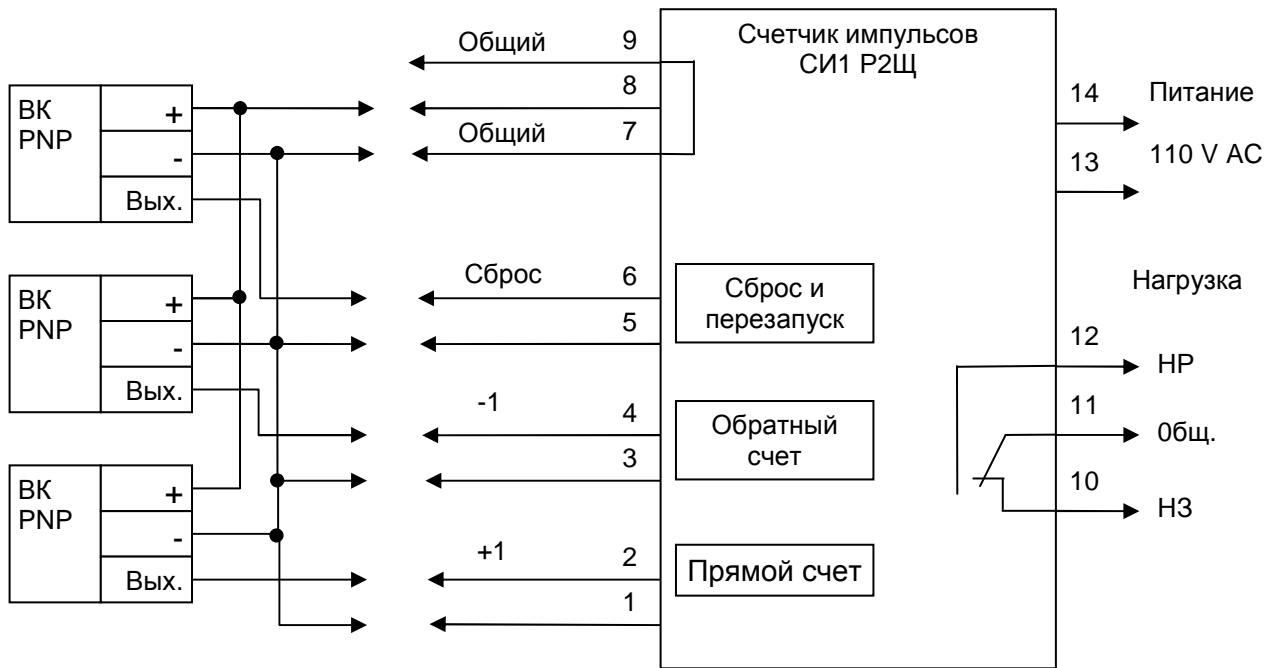 ВК
PNP
+
-
Вых.
ВК
PNP
+
-
Вых.
ВК
PNP
+
-
Вых.
Общий 9
8
Общий 7
Сброс 6
5
-1 4
3
+1 2
1
Счетчик импульсов
СИ1 Р2Щ
Сброс и
перезапуск
Обратный
счет
Прямой счет
14 Питание
13 110 V AC
Нагрузка
12 НР
11 0бщ.
10 НЗ